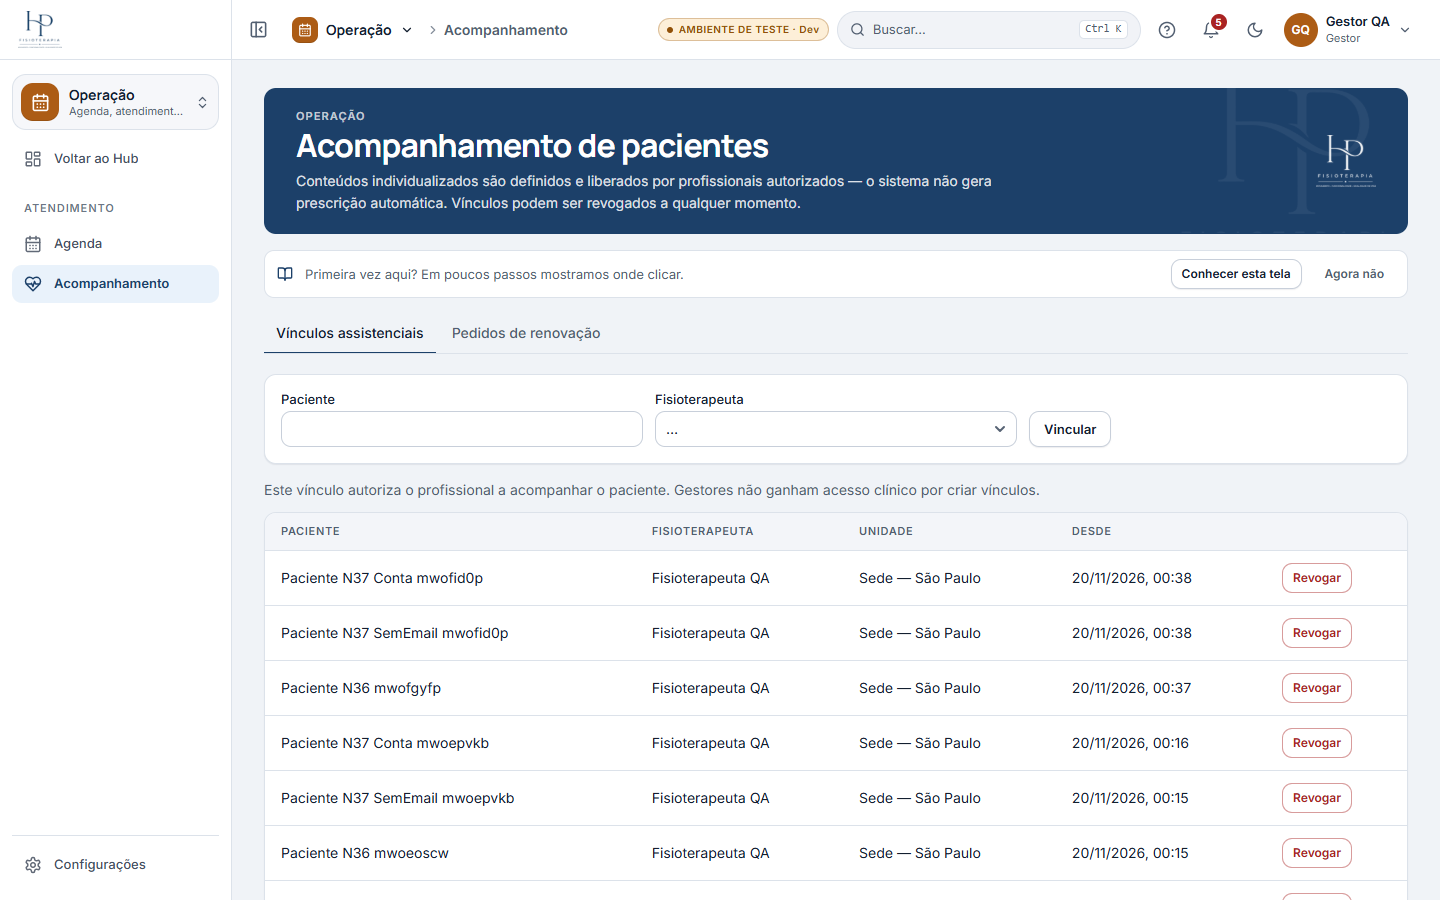 HP
FISIOTERAPIA
Operação
Acompanhamento
AMBIENTE DE TESTE · Dev
Buscar...
Ctrl K
5
GQ
Gestor QA
Gestor
Operação
Agenda, atendiment...
Voltar ao Hub
ATENDIMENTO
Agenda
Acompanhamento
Configurações
OPERAÇÃO
Acompanhamento de pacientes
Conteúdos individualizados são definidos e liberados por profissionais autorizados — o sistema não gera
prescrição automática. Vínculos podem ser revogados a qualquer momento.
HP
FISIOTERAPIA
Primeira vez aqui? Em poucos passos mostramos onde clicar.
Conhecer esta tela
Agora não
Vínculos assistenciais
Pedidos de renovação
Paciente
Fisioterapeuta
...
Vincular
Este vínculo autoriza o profissional a acompanhar o paciente. Gestores não ganham acesso clínico por criar vínculos.
PACIENTE FISIOTERAPEUTA UNIDADE DESDE
Paciente N37 Conta mwofid0p Fisioterapeuta QA Sede — São Paulo 20/11/2026, 00:38 Revogar
Paciente N37 SemEmail mwofid0p Fisioterapeuta QA Sede — São Paulo 20/11/2026, 00:38 Revogar
Paciente N36 mwofgyfp Fisioterapeuta QA Sede — São Paulo 20/11/2026, 00:37 Revogar
Paciente N37 Conta mwoepvkb Fisioterapeuta QA Sede — São Paulo 20/11/2026, 00:16 Revogar
Paciente N37 SemEmail mwoepvkb Fisioterapeuta QA Sede — São Paulo 20/11/2026, 00:15 Revogar
Paciente N36 mwoeoscw Fisioterapeuta QA Sede — São Paulo 20/11/2026, 00:15 Revogar